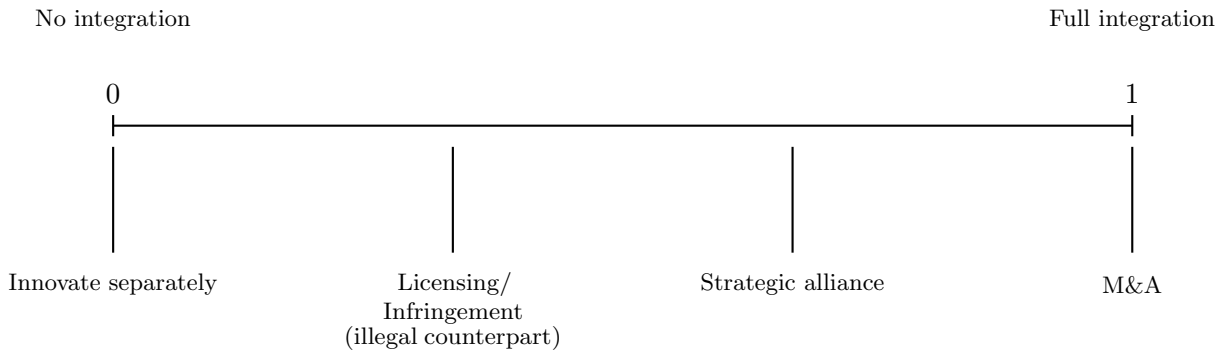 No integration
Full integration
0
1
Innovate separately
Licensing/
Infringement
(illegal counterpart)
Strategic alliance
M&A